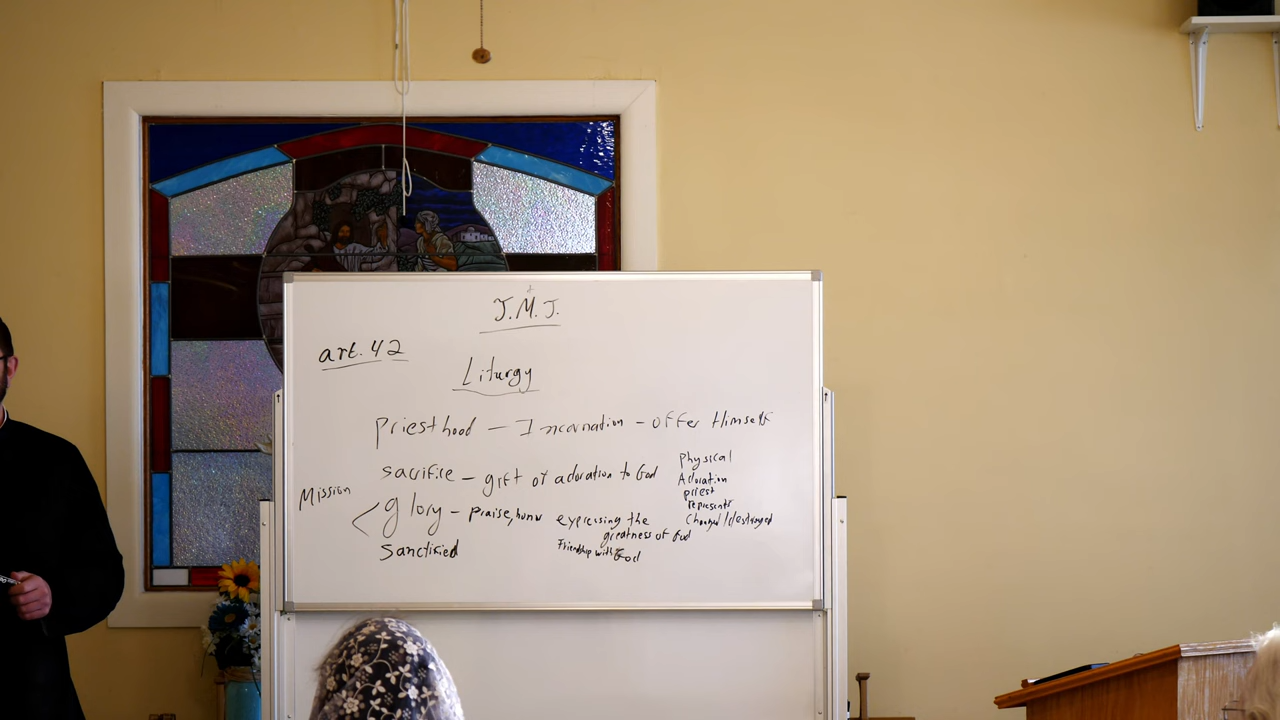 J.M.J.
art. 42
Liturgy
priesthood – Incarnation – offer Himself
sacrifice – gift of adoration to God
physical
Adoration
priest
represents
Changed/destroyed
Mission
glory – praise, honor expressing the
greatness of God
Sanctified
Friendship with God